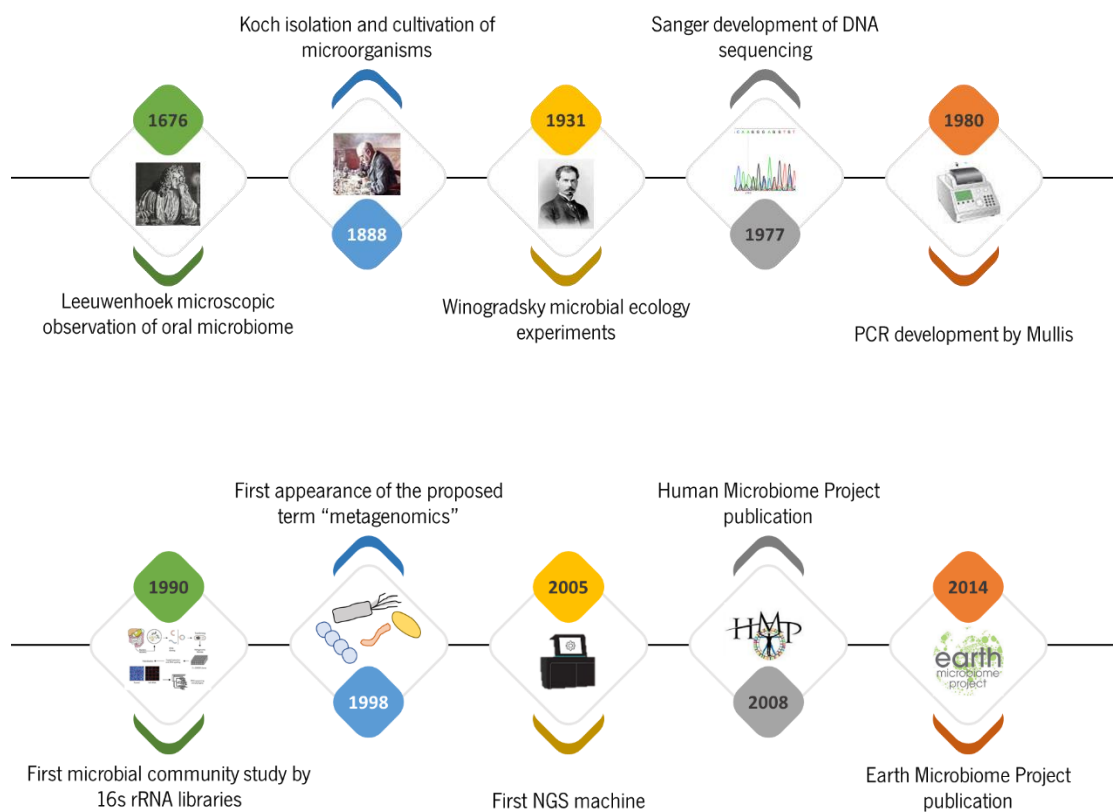 Koch isolation and cultivation of
microorganisms
Sanger development of DNA
sequencing
1676
1931
1980
1888
1977
Leeuwenhoek microscopic
observation of oral microbiome
Winogradsky microbial ecology
experiments
PCR development by Mullis
First appearance of the proposed
term “metagenomics”
Human Microbiome Project
publication
1990
2005
2014
HMP
earth
microbiome
project
1998
2008
First microbial community study by
16s rRNA libraries
First NGS machine
Earth Microbiome Project
publication